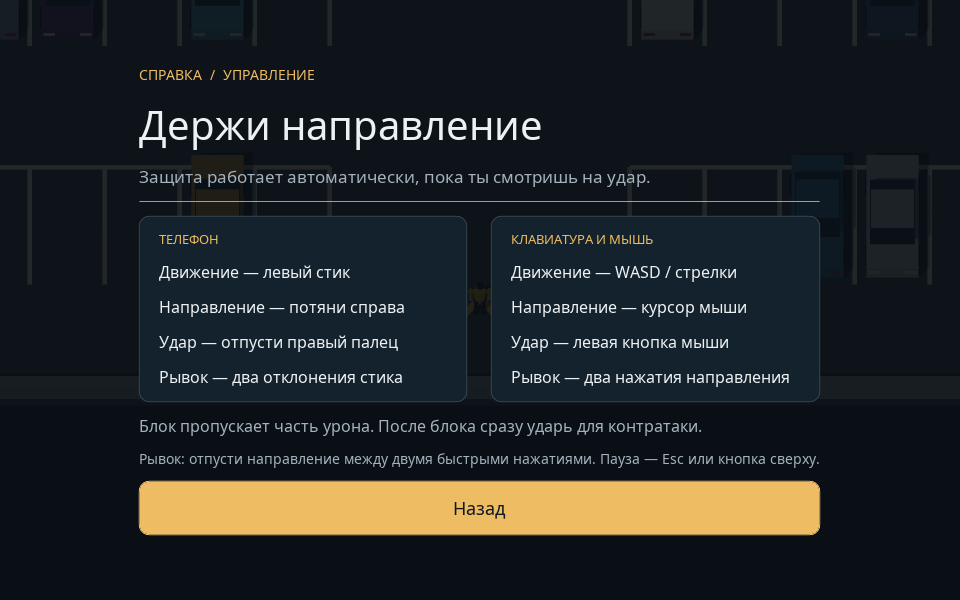 СПРАВКА / УПРАВЛЕНИЕ
Держи направление
Защита работает автоматически, пока ты смотришь на удар.
ТЕЛЕФОН
Движение — левый стик
Направление — потяни справа
Удар — отпусти правый палец
Рывок — два отклонения стика
КЛАВИАТУРА И МЫШЬ
Движение — WASD / стрелки
Направление — курсор мыши
Удар — левая кнопка мыши
Рывок — два нажатия направления
Блок пропускает часть урона. После блока сразу ударь для контратаки.
Рывок: отпусти направление между двумя быстрыми нажатиями. Пауза — Esc или кнопка сверху.
Назад